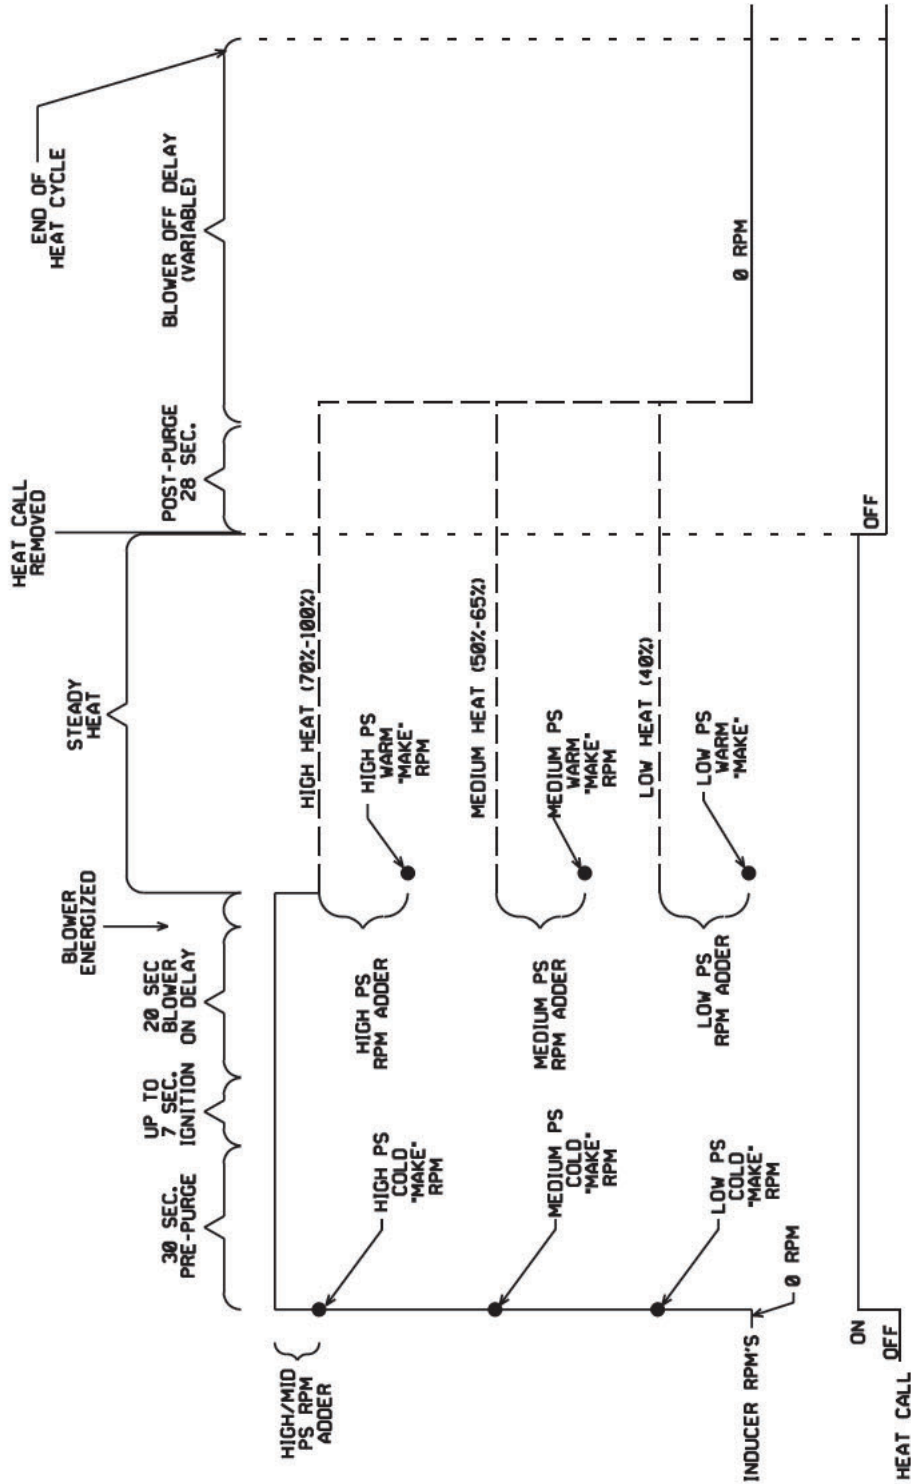 HEAT CALL
REMOVED
END OF
HEAT CYCLE
STEADY
HEAT
BLOWER
ENERGIZED
30 SEC.
PRE-PURGE
UP TO
7 SEC.
IGNITION
20 SEC
BLOWER
ON DELAY
POST-PURGE
28 SEC.
BLOWER OFF DELAY
(VARIABLE)
HIGH/MID
PS RPM
ADDER
HIGH PS
COLD
"MAKE"
RPM
HIGH PS
RPM ADDER
HIGH HEAT (70%-100%)
HIGH PS
WARM
"MAKE"
RPM
MEDIUM PS
COLD
"MAKE"
RPM
MEDIUM PS
RPM ADDER
MEDIUM HEAT (50%-65%)
MEDIUM PS
WARM
"MAKE"
RPM
LOW PS
COLD
"MAKE"
RPM
LOW PS
RPM ADDER
LOW HEAT (40%)
LOW PS
WARM
"MAKE"
INDUCER RPM'S
0 RPM
0 RPM
ON
OFF
OFF
HEAT CALL